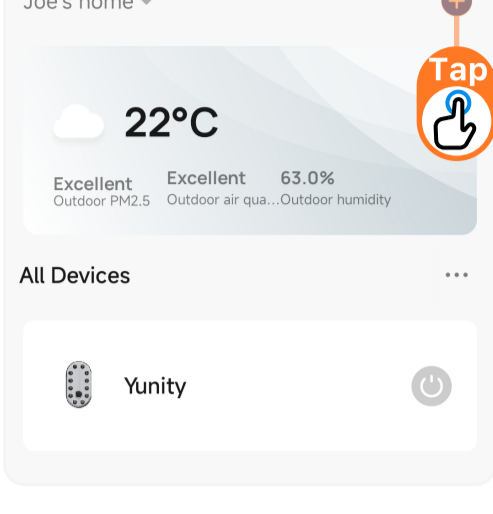 Joe's home
Tap
22°C
Excellent Excellent 63.0%
Outdoor PM2.5 Outdoor air qua...Outdoor humidity
All Devices
Yunity